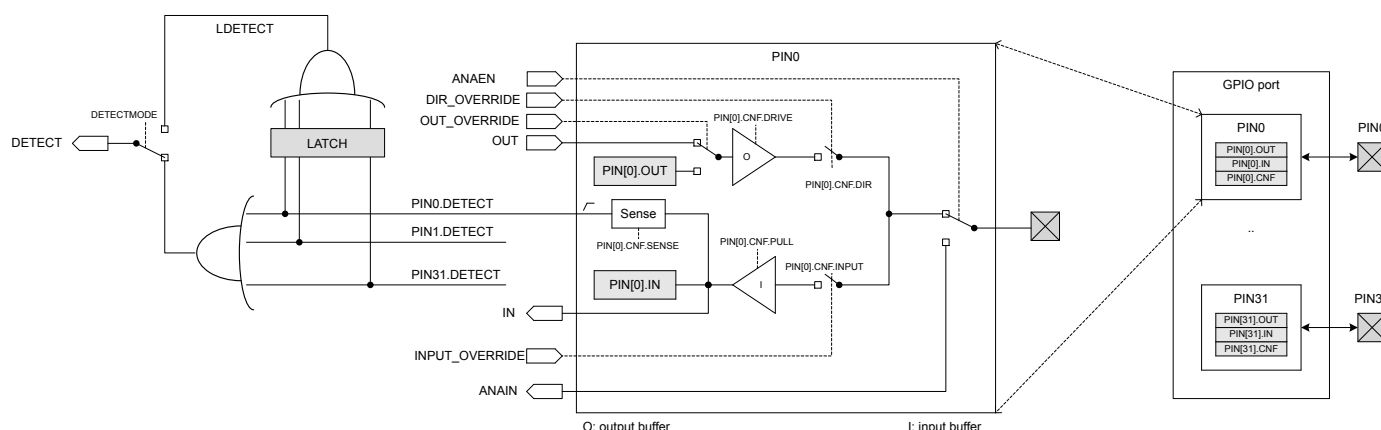 LDETECT
PIN0
ANAEN
GPIO port
DIR_OVERRIDE
DETECTMODE
OUT_OVERRIDE
PIN[0].CNF.DRIVE
PIN0
OUT
DETECT
LATCH
O
PIN[0].OUT
PIN[0].OUT
PIN[0].IN
PIN[0].CNF
PIN[0].CNF.DIR
PIN0.DETECT
Sense
PIN1.DETECT
PIN[0].CNF.SENSE
PIN[0].CNF.PULL
..
PIN[0].CNF.INPUT
PIN31.DETECT
PIN[0].IN
I
PIN31
IN
PIN[31].OUT
PIN[31].IN
PIN[31].CNF
INPUT_OVERRIDE
ANAIN
O: output buffer
I: input buffer